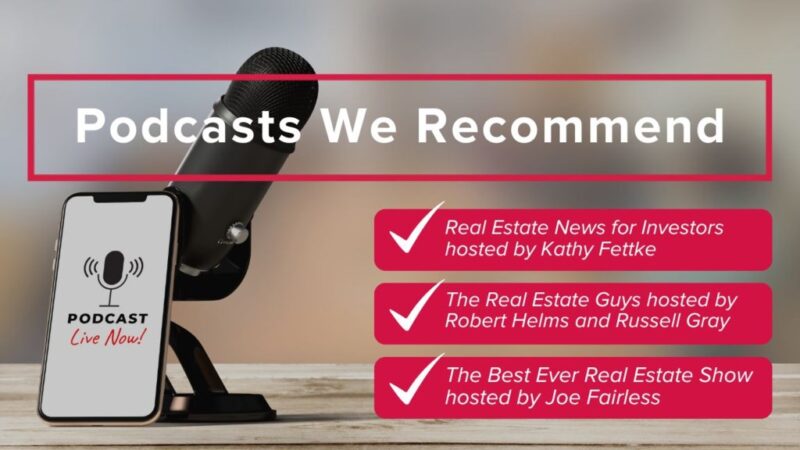 Podcasts We Recommend
Real Estate News for Investors
hosted by Kathy Fettke
The Real Estate Guys hosted by
Robert Helms and Russell Gray
The Best Ever Real Estate Show
hosted by Joe Fairless
PODCAST
Live Now!